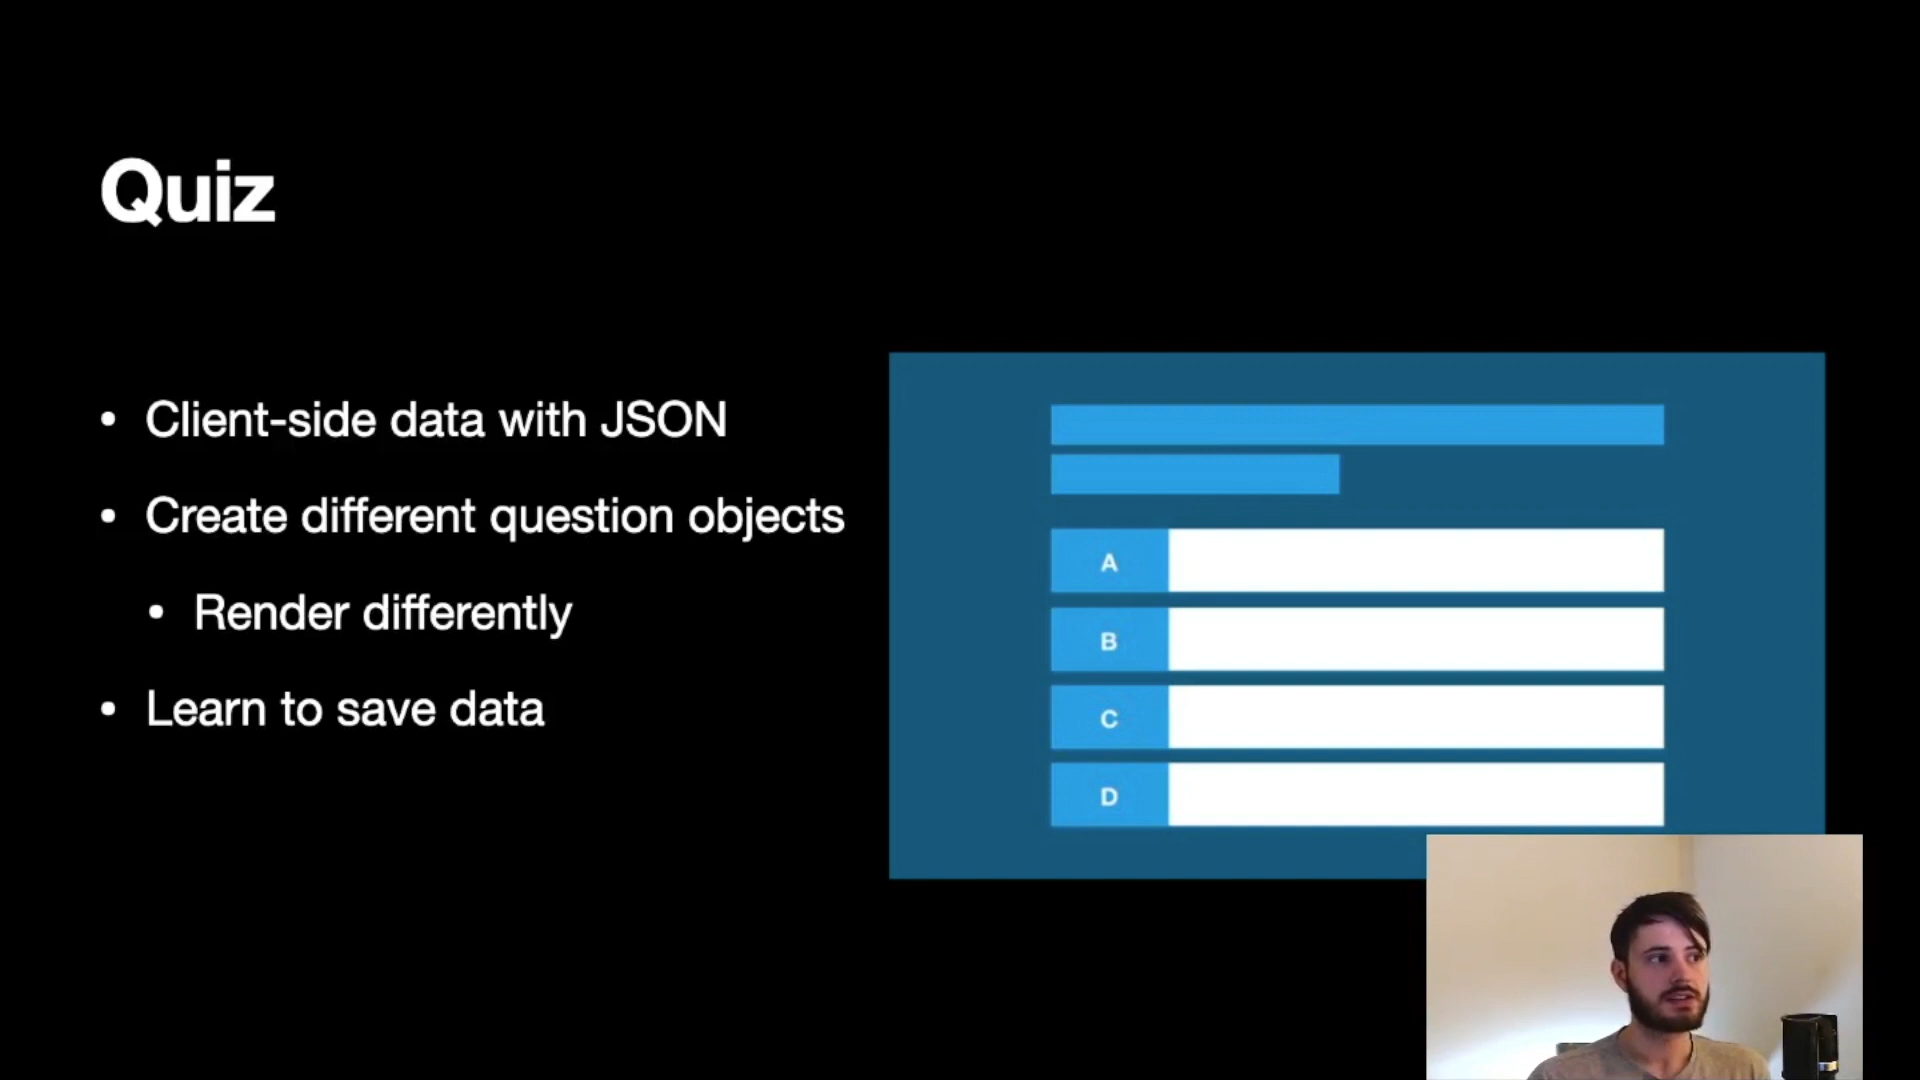 Quiz
• Client-side data with JSON
• Create different question objects
• Render differently
• Learn to save data
A
B
C
D